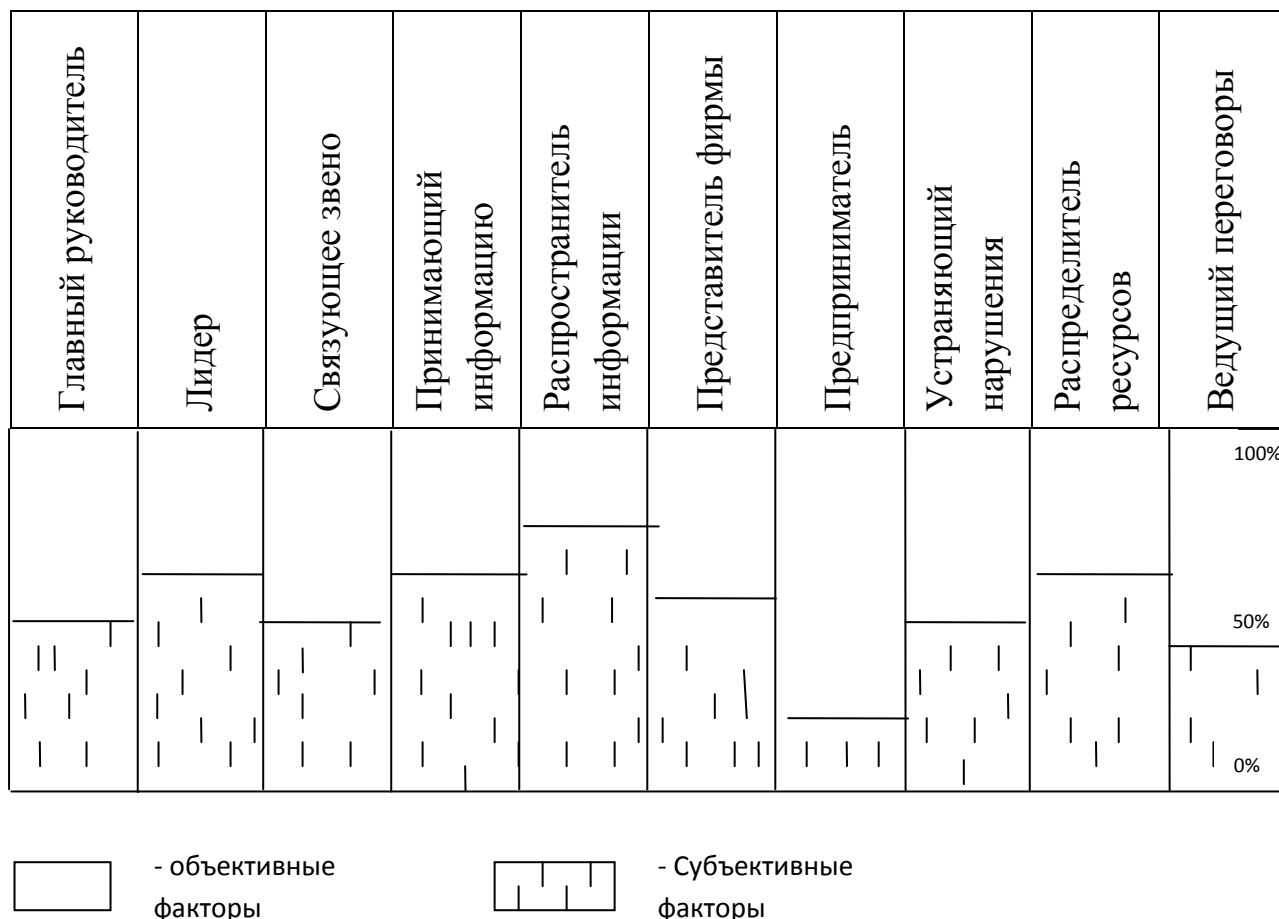 Главный руководитель
Лидер
Связующее звено
Принимающий
информацию
Распространитель
информации
Представитель фирмы
Предприниматель
Устраняющий
нарушения
Распределитель
ресурсов
Ведущий переговоры
100%
50%
0%
- объективные
факторы
- Субъективные
факторы